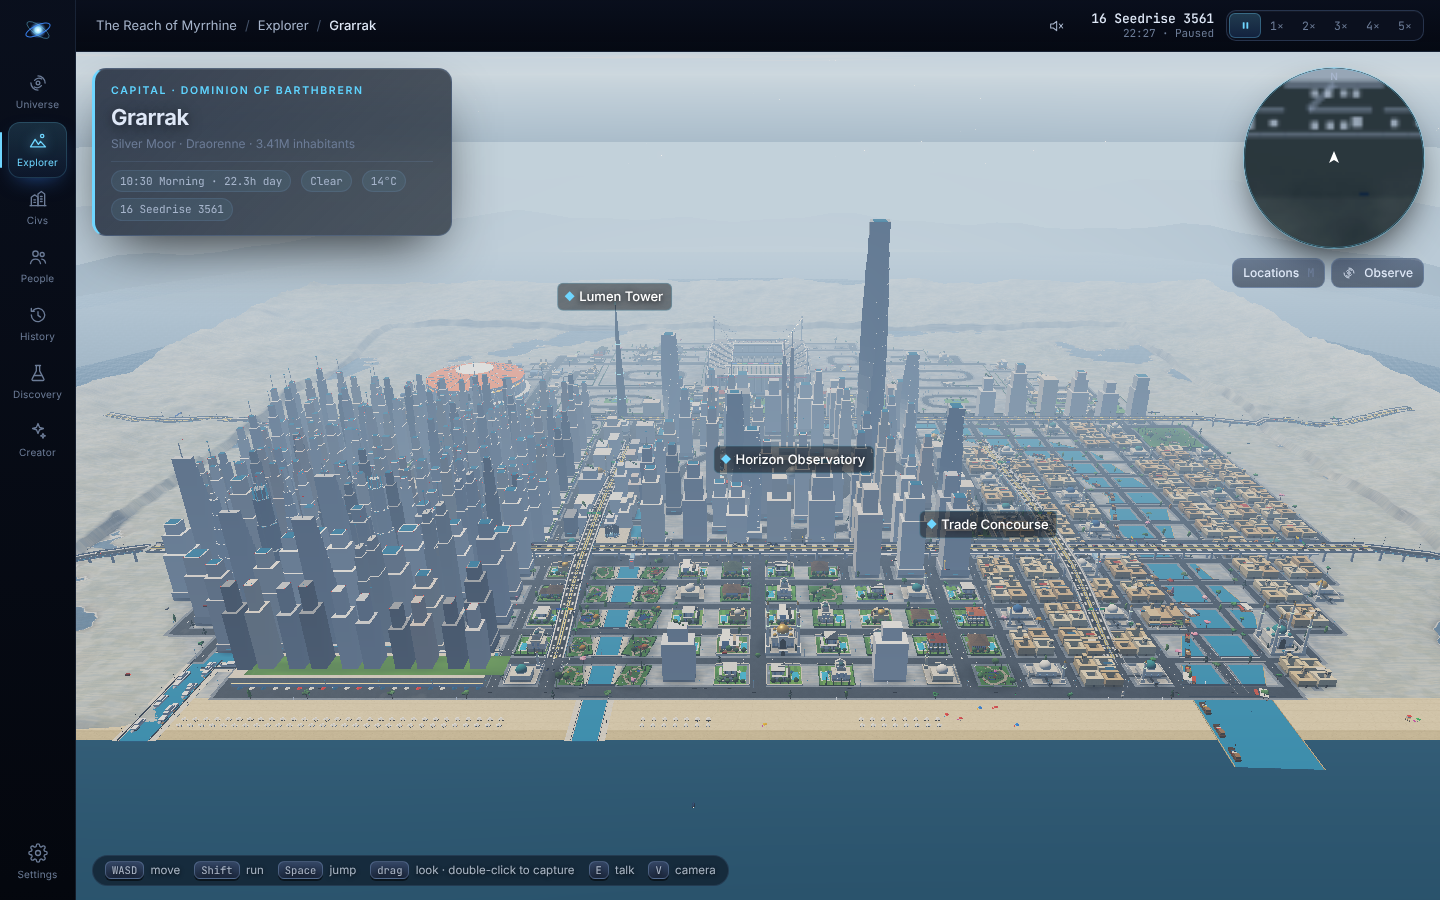 The Reach of Myrrhine / Explorer / Grarrak
16 Seedrise 3561
22:27 · Paused
1× 2× 3× 4× 5×
Universe
Explorer
Civs
People
History
Discovery
Creator
Settings
CAPITAL · DOMINION OF BARTHBRERN
Grarrak
Silver Moor · Draorenne · 3.41M inhabitants
10:30 Morning · 22.3h day Clear 14°C
16 Seedrise 3561
N
Locations M Observe
Lumen Tower
Horizon Observatory
Trade Concourse
WASD move Shift run Space jump drag look · double-click to capture E talk V camera